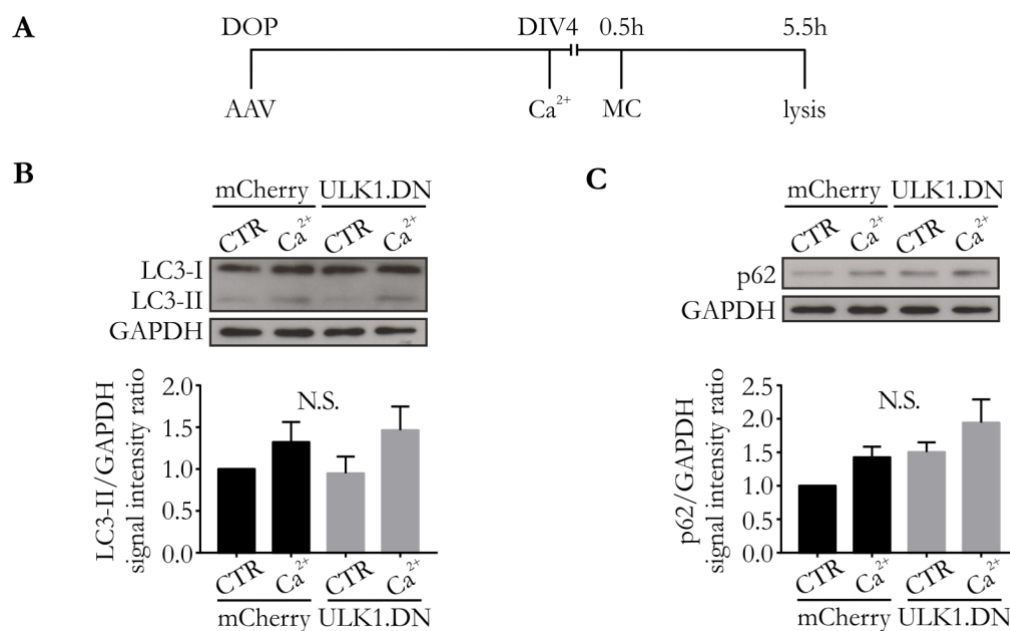 A
DOP DIV4 0.5h 5.5h
AAV Ca²⁺ MC lysis
B
mCherry ULK1.DN
CTR Ca²⁺ CTR Ca²⁺
LC3-I
LC3-II
GAPDH
LC3-II/GAPDH
signal intensity ratio
2.0
1.5
1.0
0.5
0.0
N.S.
CTR Ca²⁺ CTR Ca²⁺
mCherry ULK1.DN
C
mCherry ULK1.DN
CTR Ca²⁺ CTR Ca²⁺
p62
GAPDH
p62/GAPDH
signal intensity ratio
2.5
2.0
1.5
1.0
0.5
0.0
N.S.
CTR Ca²⁺ CTR Ca²⁺
mCherry ULK1.DN